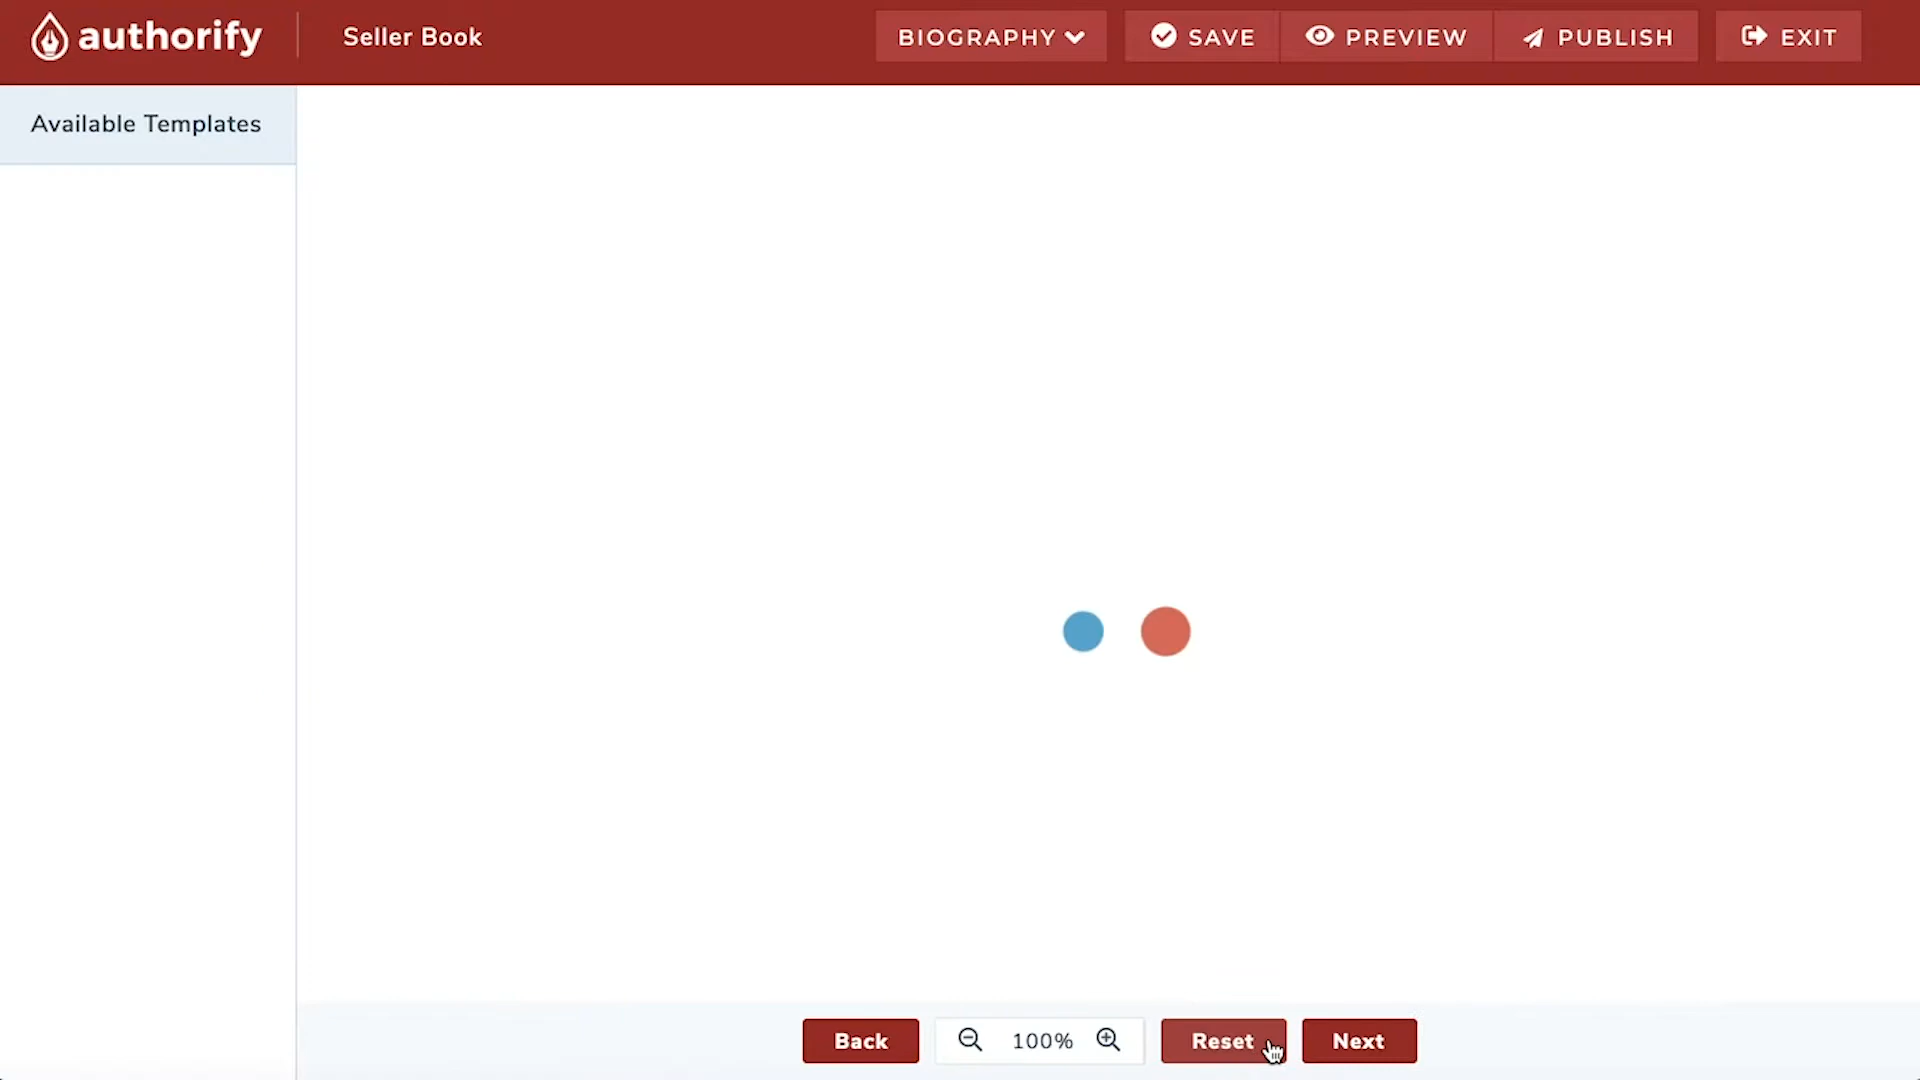 authorify
Seller Book
BIOGRAPHY
SAVE
PREVIEW
PUBLISH
EXIT
Available Templates
Back
100%
Reset
Next